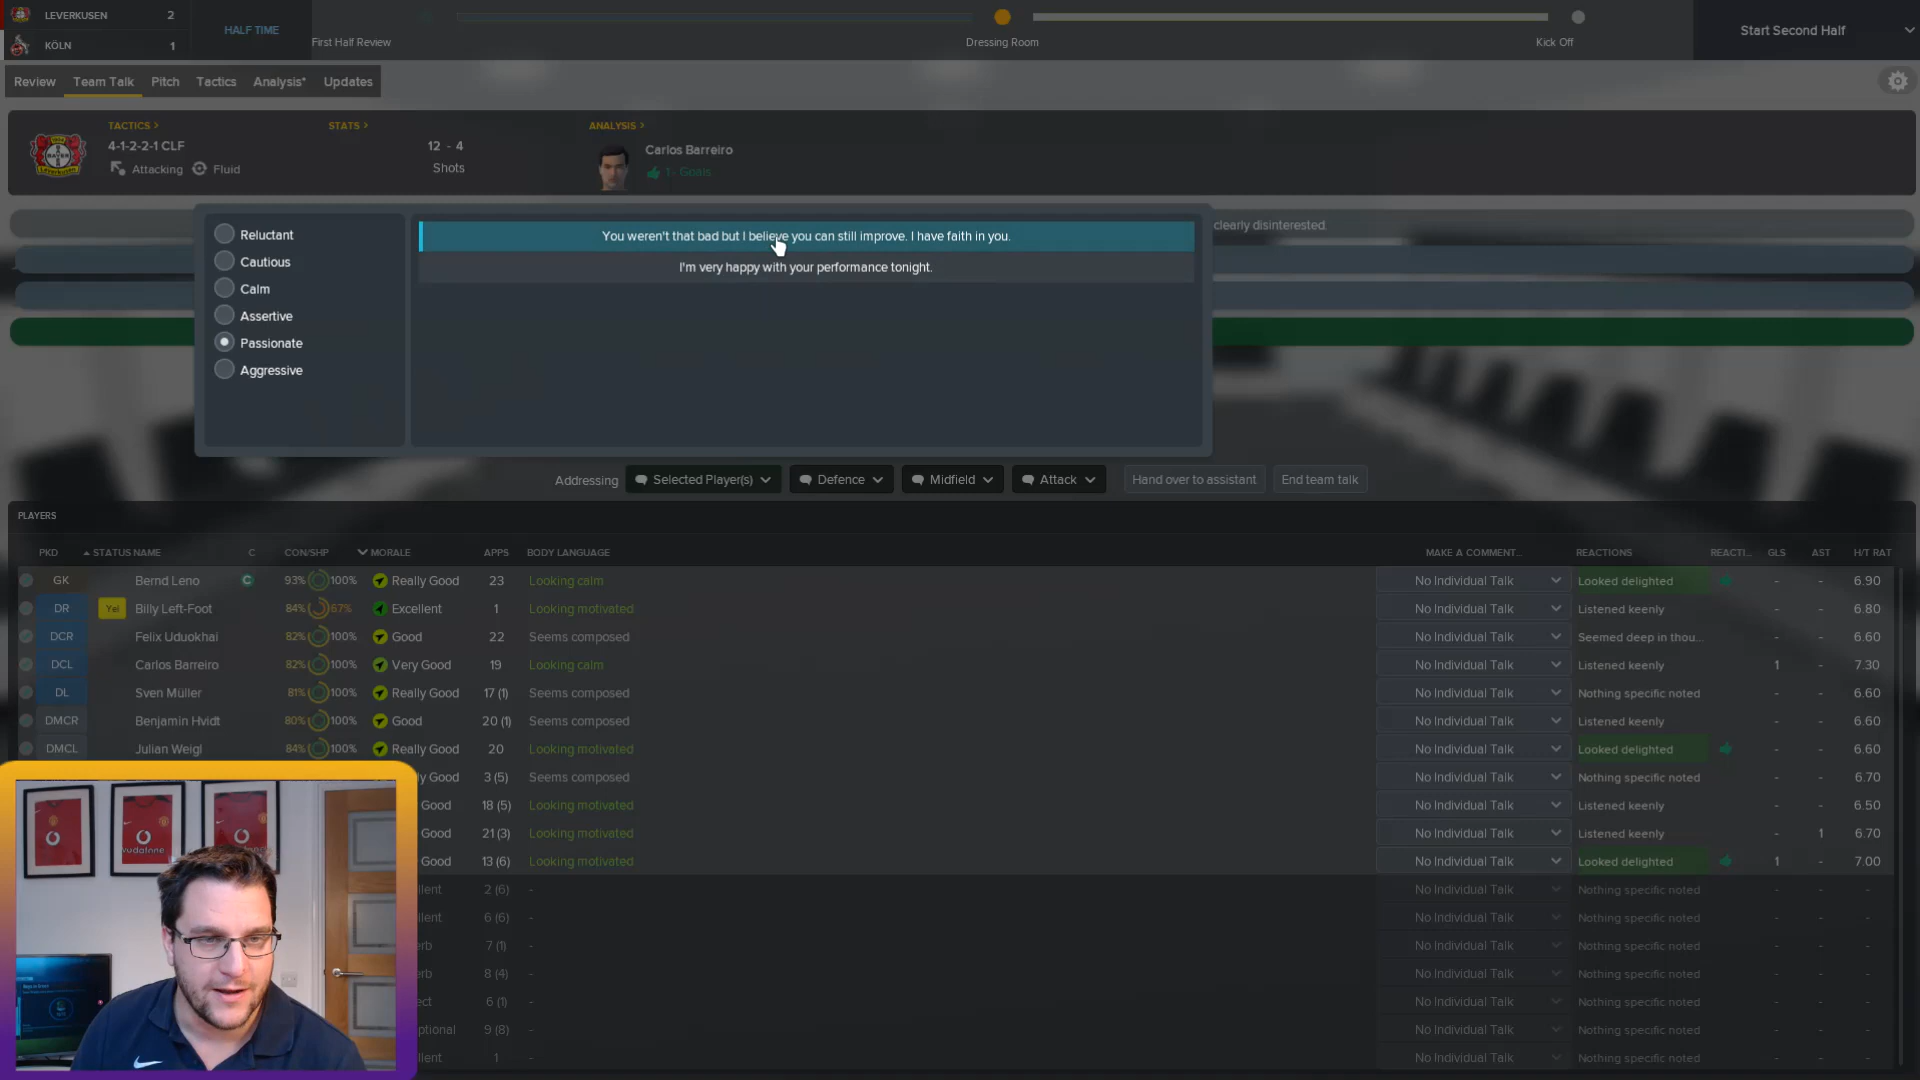 LEVERKUSEN 2
KÖLN 1
HALF TIME
First Half Review
Dressing Room
Kick Off
Start Second Half
Review Team Talk Pitch Tactics Analysis* Updates
TACTICS >
4-1-2-2-1 CLF
Attacking Fluid
STATS >
12 - 4
Shots
ANALYSIS >
Carlos Barreiro
1 - Goals
clearly disinterested.
Reluctant
Cautious
Calm
Assertive
Passionate
Aggressive
You weren't that bad but I believe you can still improve. I have faith in you.
I'm very happy with your performance tonight.
Addressing Selected Player(s) Defence Midfield Attack Hand over to assistant End team talk
PLAYERS
PKD STATUS NAME C CON/SHP MORALE APPS BODY LANGUAGE MAKE A COMMENT... REACTIONS REACTI... GLS AST H/T RAT
GK Bernd Leno C 93% 100% Really Good 23 Looking calm No Individual Talk Looked delighted - - 6.90
DR Yel Billy Left-Foot 84% 67% Excellent 1 Looking motivated No Individual Talk Listened keenly - - 6.80
DCR Felix Uduokhai 82% 100% Good 22 Seems composed No Individual Talk Seemed deep in thou... - - 6.60
DCL Carlos Barreiro 82% 100% Very Good 19 Looking calm No Individual Talk Listened keenly 1 - 7.30
DL Sven Müller 81% 100% Really Good 17 (1) Seems composed No Individual Talk Nothing specific noted - - 6.60
DMCR Benjamin Hvidt 80% 100% Good 20 (1) Seems composed No Individual Talk Listened keenly - - 6.60
DMCL Julian Weigl 84% 100% Really Good 20 Looking motivated No Individual Talk Looked delighted - - 6.60
ly Good 3 (5) Seems composed No Individual Talk Nothing specific noted - - 6.70
Good 18 (5) Looking motivated No Individual Talk Listened keenly - - 6.50
Good 21 (3) Looking motivated No Individual Talk Listened keenly - 1 6.70
Good 13 (6) Looking motivated No Individual Talk Looked delighted 1 - 7.00
llent 2 (6) - No Individual Talk Nothing specific noted - - -
llent 6 (6) - No Individual Talk Nothing specific noted - - -
rb 7 (1) - No Individual Talk Nothing specific noted - - -
rb 8 (4) - No Individual Talk Nothing specific noted - - -
ect 6 (1) - No Individual Talk Nothing specific noted - - -
ptional 9 (8) - No Individual Talk Nothing specific noted - - -
llent 1 - No Individual Talk Nothing specific noted - - -
vodafone